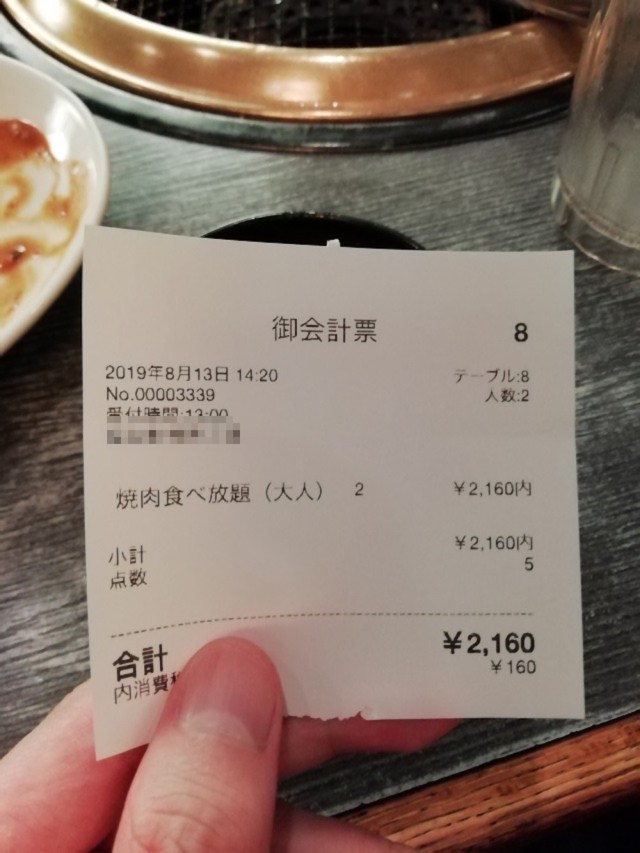 御会計票 8
2019年8月13日 14:20 テーブル:8
No.00003339 人数:2
受付時間:13:00
焼肉食べ放題（大人） 2 ¥2,160内
小計 ¥2,160内
点数 5
合計 ¥2,160
内消費 ¥160